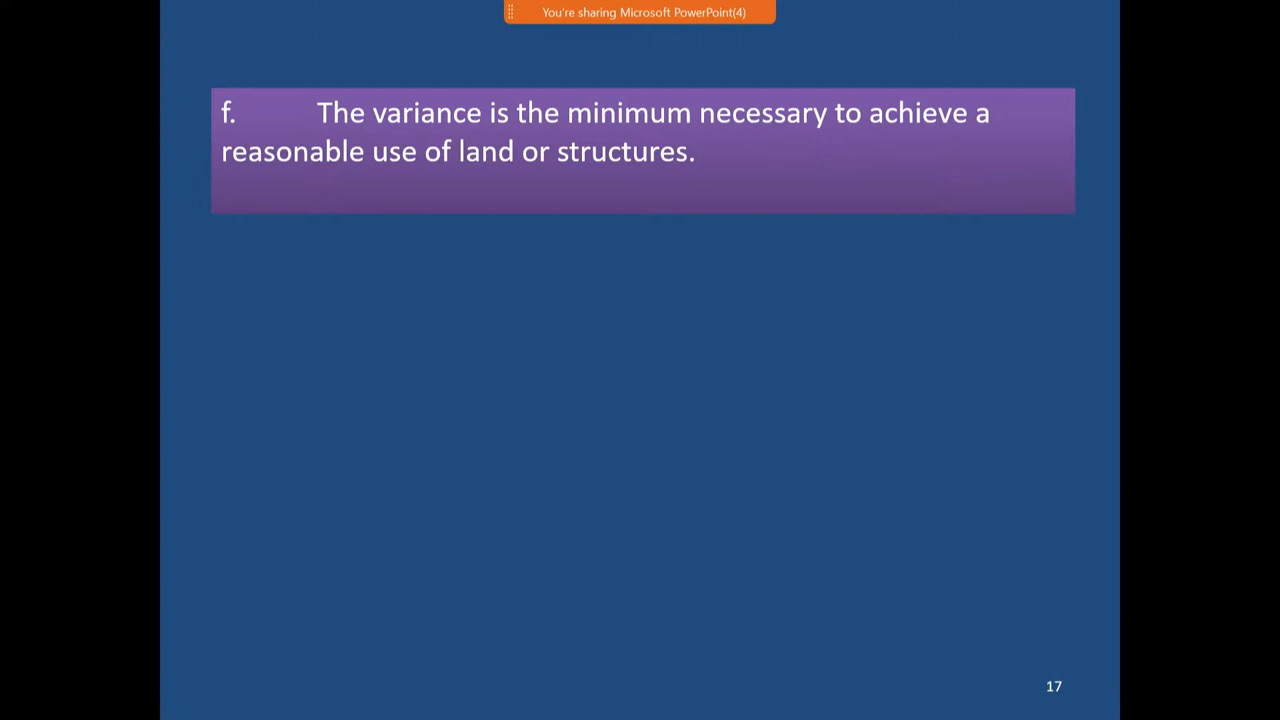 You're sharing Microsoft PowerPoint(4)
f. The variance is the minimum necessary to achieve a
reasonable use of land or structures.
17